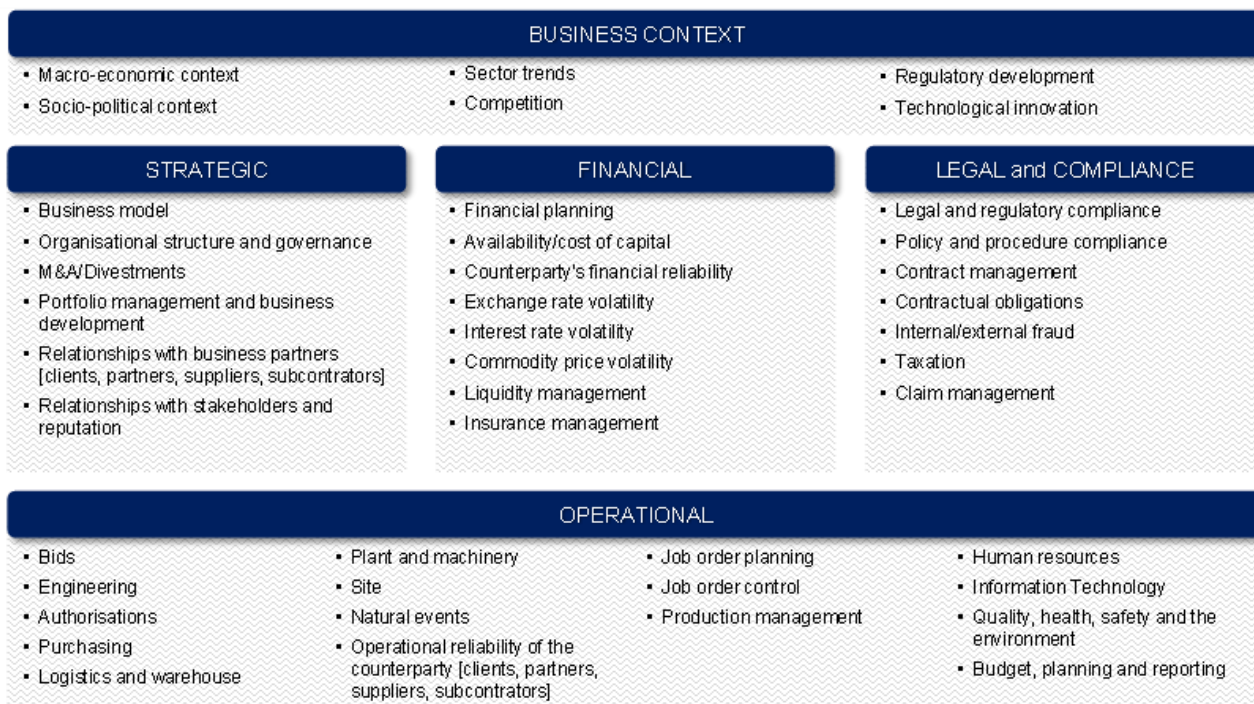 BUSINESS CONTEXT
▪ Macro-economic context
▪ Socio-political context
▪ Sector trends
▪ Competition
▪ Regulatory development
▪ Technological innovation
STRATEGIC
▪ Business model
▪ Organisational structure and governance
▪ M&A/Divestments
▪ Portfolio management and business
development
▪ Relationships with business partners
[clients, partners, suppliers, subcontrators]
▪ Relationships with stakeholders and
reputation
FINANCIAL
▪ Financial planning
▪ Availability/cost of capital
▪ Counterparty's financial reliability
▪ Exchange rate volatility
▪ Interest rate volatility
▪ Commodity price volatility
▪ Liquidity management
▪ Insurance management
LEGAL and COMPLIANCE
▪ Legal and regulatory compliance
▪ Policy and procedure compliance
▪ Contract management
▪ Contractual obligations
▪ Internal/external fraud
▪ Taxation
▪ Claim management
OPERATIONAL
▪ Bids
▪ Engineering
▪ Authorisations
▪ Purchasing
▪ Logistics and warehouse
▪ Plant and machinery
▪ Site
▪ Natural events
▪ Operational reliability of the
counterparty [clients, partners,
suppliers, subcontrators]
▪ Job order planning
▪ Job order control
▪ Production management
▪ Human resources
▪ Information Technology
▪ Quality, health, safety and the
environment
▪ Budget, planning and reporting